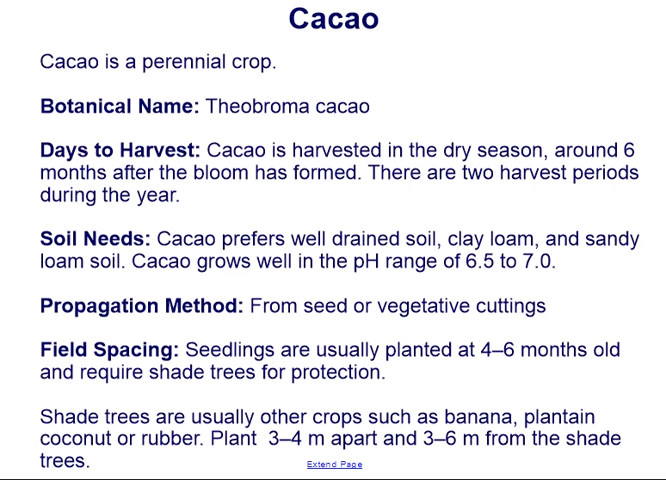 Cacao
Cacao is a perennial crop.
Botanical Name: Theobroma cacao
Days to Harvest: Cacao is harvested in the dry season, around 6
months after the bloom has formed. There are two harvest periods
during the year.
Soil Needs: Cacao prefers well drained soil, clay loam, and sandy
loam soil. Cacao grows well in the pH range of 6.5 to 7.0.
Propagation Method: From seed or vegetative cuttings
Field Spacing: Seedlings are usually planted at 4–6 months old
and require shade trees for protection.
Shade trees are usually other crops such as banana, plantain
coconut or rubber. Plant  3–4 m apart and 3–6 m from the shade
trees.
Extend Page